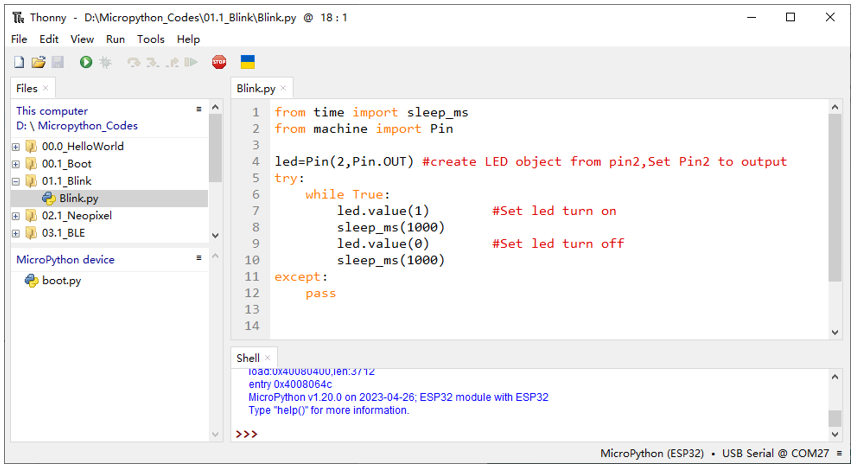 Thonny - D:\Micropython_Codes\01.1_Blink\Blink.py @ 18 : 1
File Edit View Run Tools Help
STOP
Files ×
This computer
D: \ Micropython_Codes
00.0_HelloWorld
00.1_Boot
01.1_Blink
Blink.py
02.1_Neopixel
03.1_BLE
MicroPython device
boot.py
Blink.py ×
1 from time import sleep_ms
2 from machine import Pin
3
4 led=Pin(2,Pin.OUT) #create LED object from pin2,Set Pin2 to output
5 try:
6     while True:
7         led.value(1)        #Set led turn on
8         sleep_ms(1000)
9         led.value(0)        #Set led turn off
10         sleep_ms(1000)
11 except:
12     pass
13
14
Shell ×
load:0x40080400,len:3712
entry 0x4008064c
MicroPython v1.20.0 on 2023-04-26; ESP32 module with ESP32
Type "help()" for more information.
>>>
MicroPython (ESP32) • USB Serial @ COM27 ≡